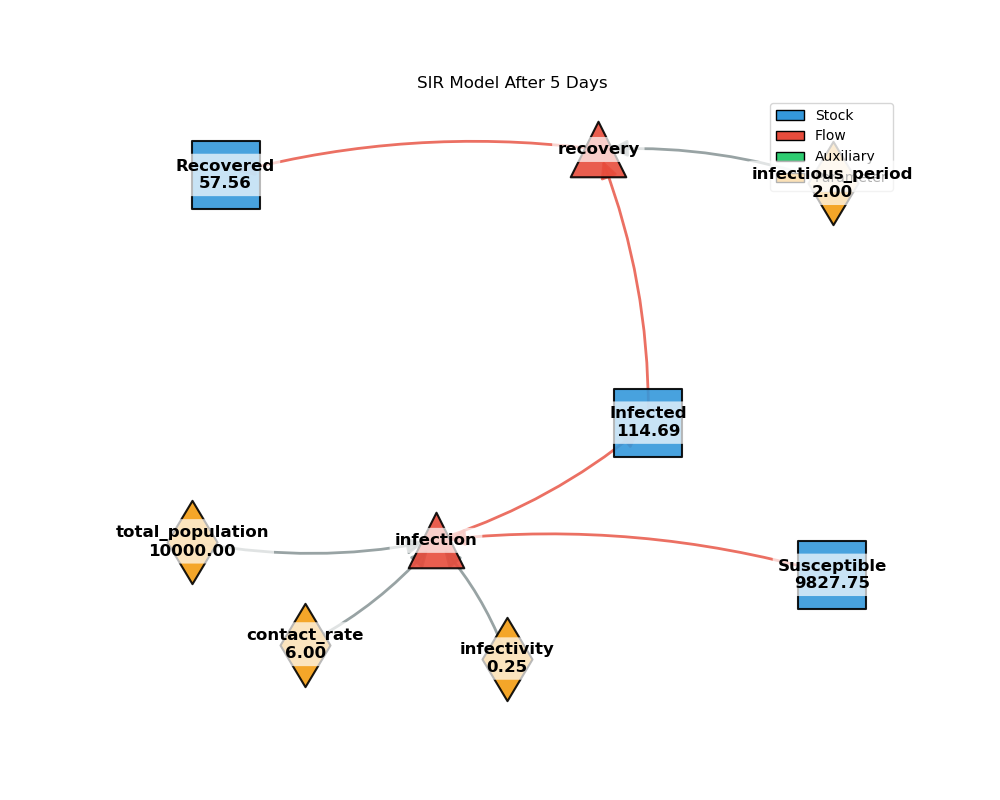 SIR Model After 5 Days
Stock
Flow
Auxiliary
Parameter
recovery
Recovered
57.56
infectious_period
2.00
Infected
114.69
total_population
10000.00
infection
Susceptible
9827.75
contact_rate
6.00
infectivity
0.25